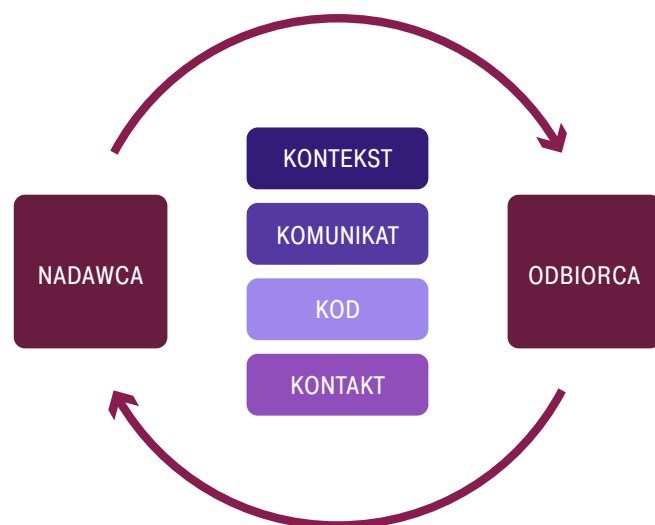 KONTEKST
KOMUNIKAT
NADAWCA
ODBIORCA
KOD
KONTAKT